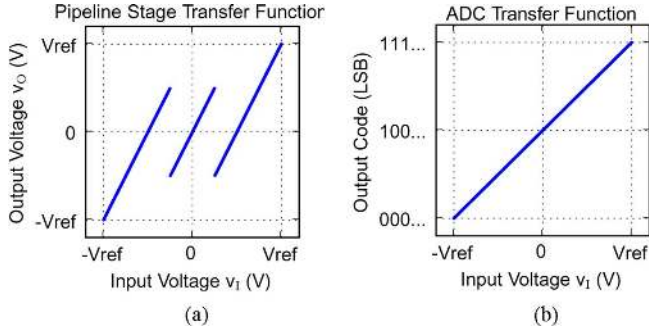 Pipeline Stage Transfer Function
Output Voltage vO (V)
Vref
0
-Vref
-Vref 0 Vref
Input Voltage vI (V)
(a)
ADC Transfer Function
Output Code (LSB)
111...
100...
000...
-Vref 0 Vref
Input Voltage vI (V)
(b)